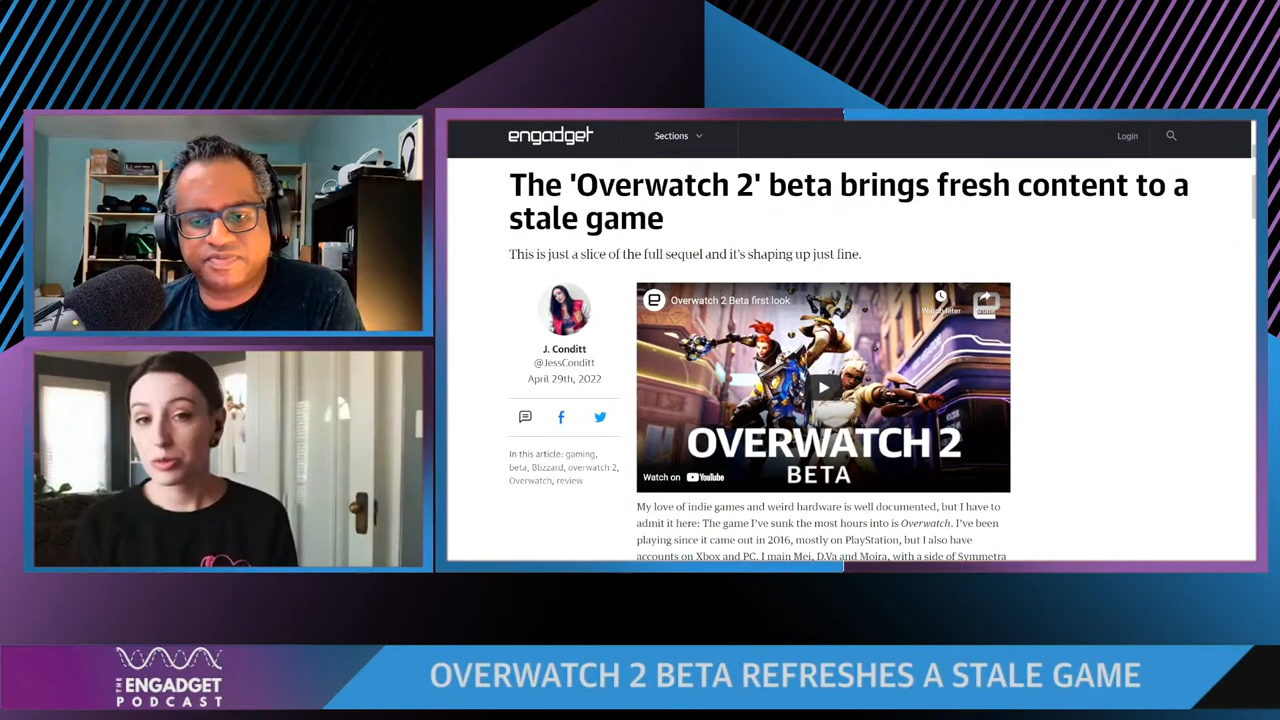 engadget
Sections
Login
The 'Overwatch 2' beta brings fresh content to a
stale game
This is just a slice of the full sequel and it's shaping up just fine.
Overwatch 2 Beta first look
Watch later
Share
J. Conditt
@JessConditt
April 29th, 2022
OVERWATCH 2
BETA
Watch on YouTube
In this article: gaming,
beta, Blizzard, overwatch 2,
Overwatch, review
My love of indie games and weird hardware is well documented, but I have to
admit it here: The game I've sunk the most hours into is Overwatch. I've been
playing since it came out in 2016, mostly on PlayStation, but I also have
accounts on Xbox and PC. I main Mei, D.Va and Moira, with a side of Symmetra
THE
ENGADGET
PODCAST
OVERWATCH 2 BETA REFRESHES A STALE GAME